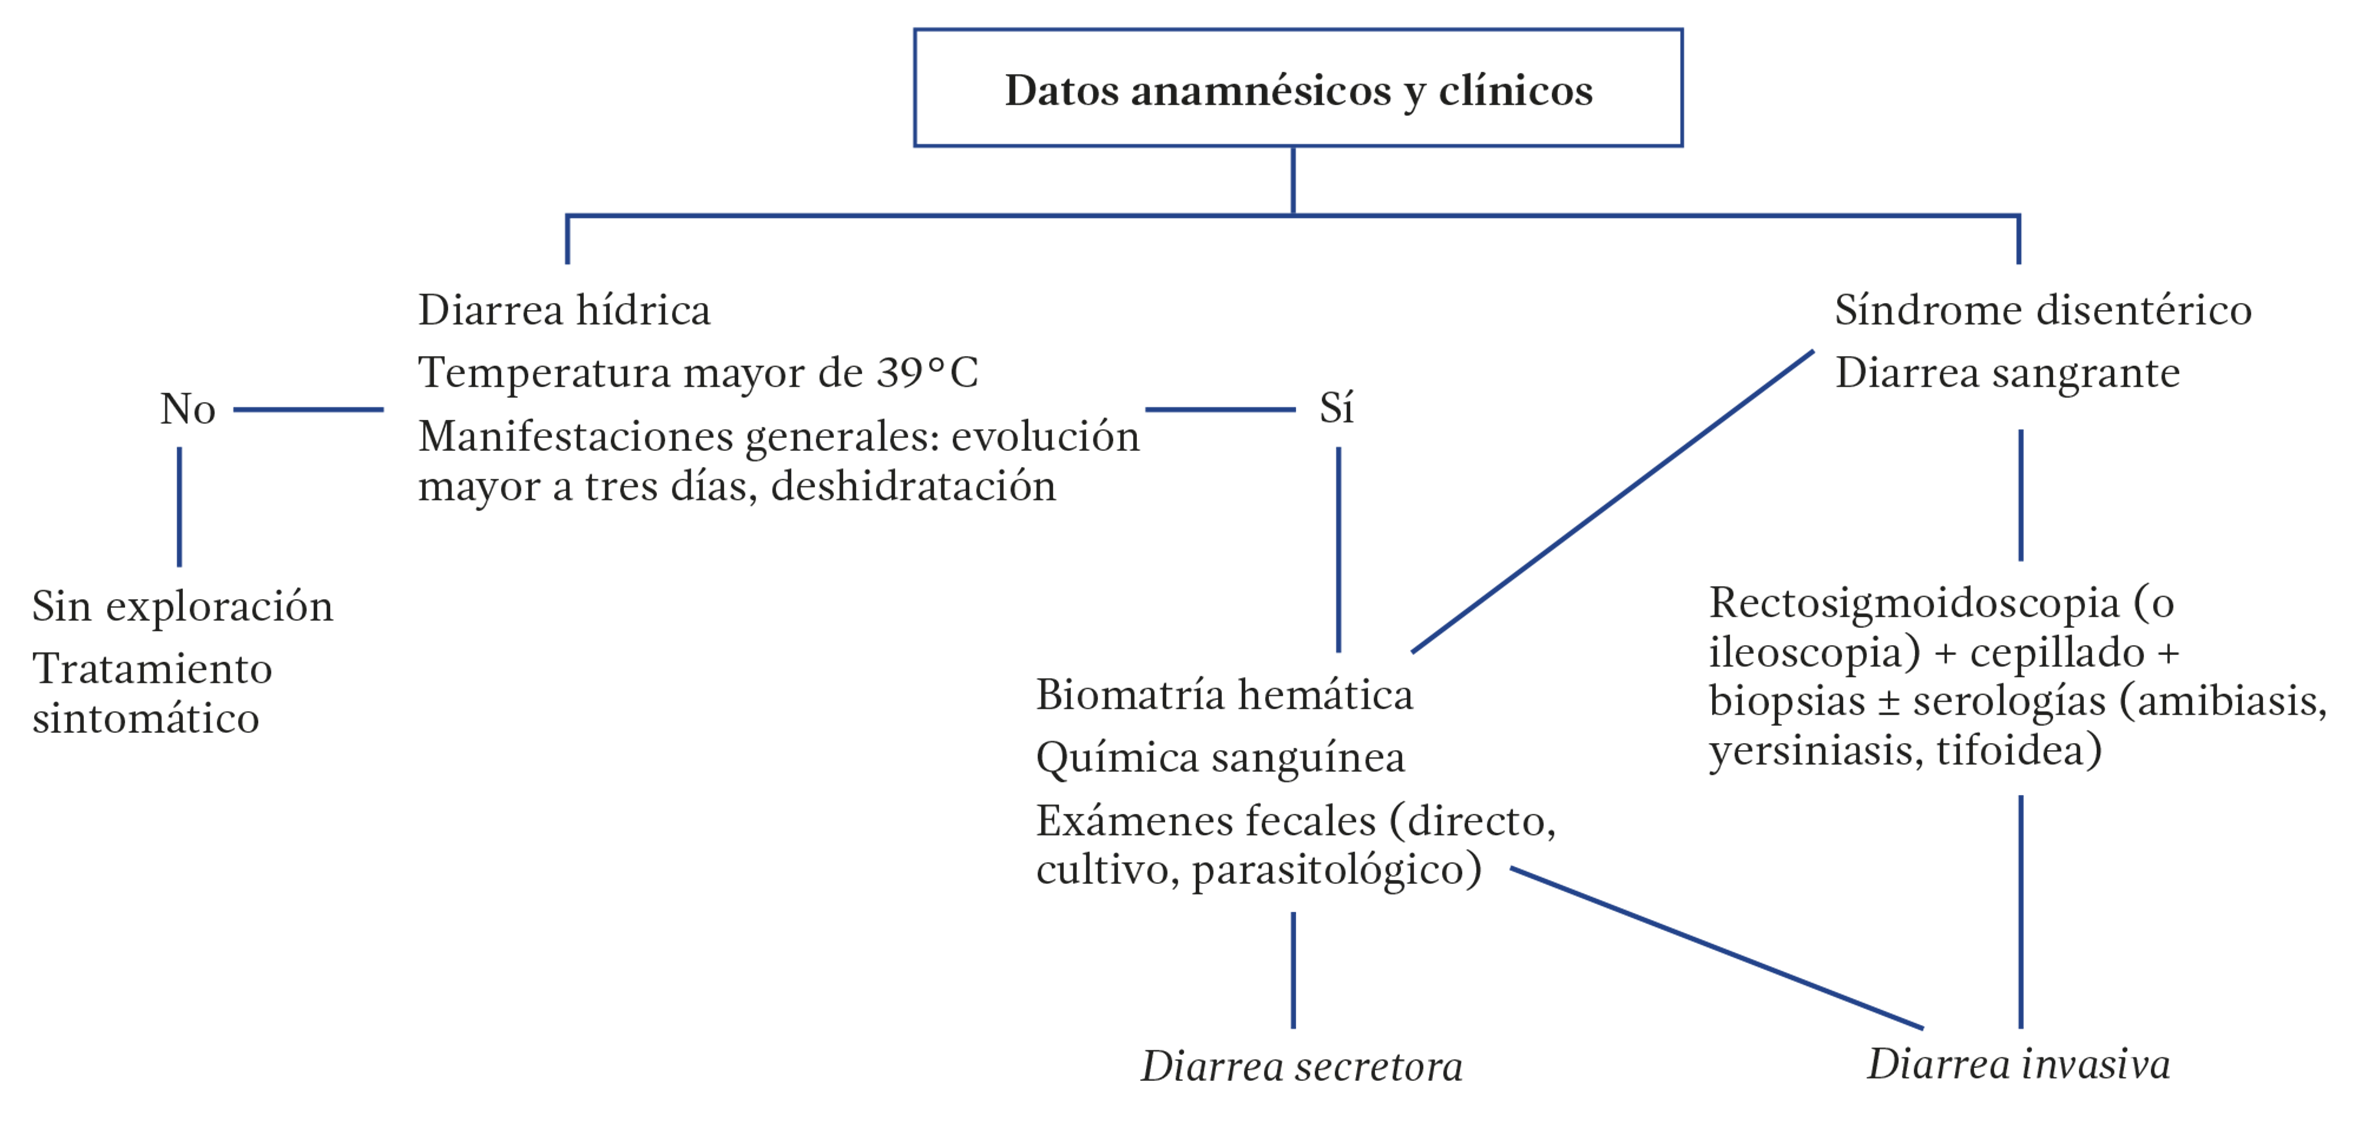 Datos anamnésicos y clínicos
Diarrea hídrica
Temperatura mayor de 39°C
Manifestaciones generales: evolución
mayor a tres días, deshidratación
No
Sí
Síndrome disentérico
Diarrea sangrante
Sin exploración
Tratamiento
sintomático
Biomatría hemática
Química sanguínea
Exámenes fecales (directo,
cultivo, parasitológico)
Rectosigmoidoscopia (o
ileoscopia) + cepillado +
biopsias ± serologías (amibiasis,
yersiniasis, tifoidea)
Diarrea secretora
Diarrea invasiva